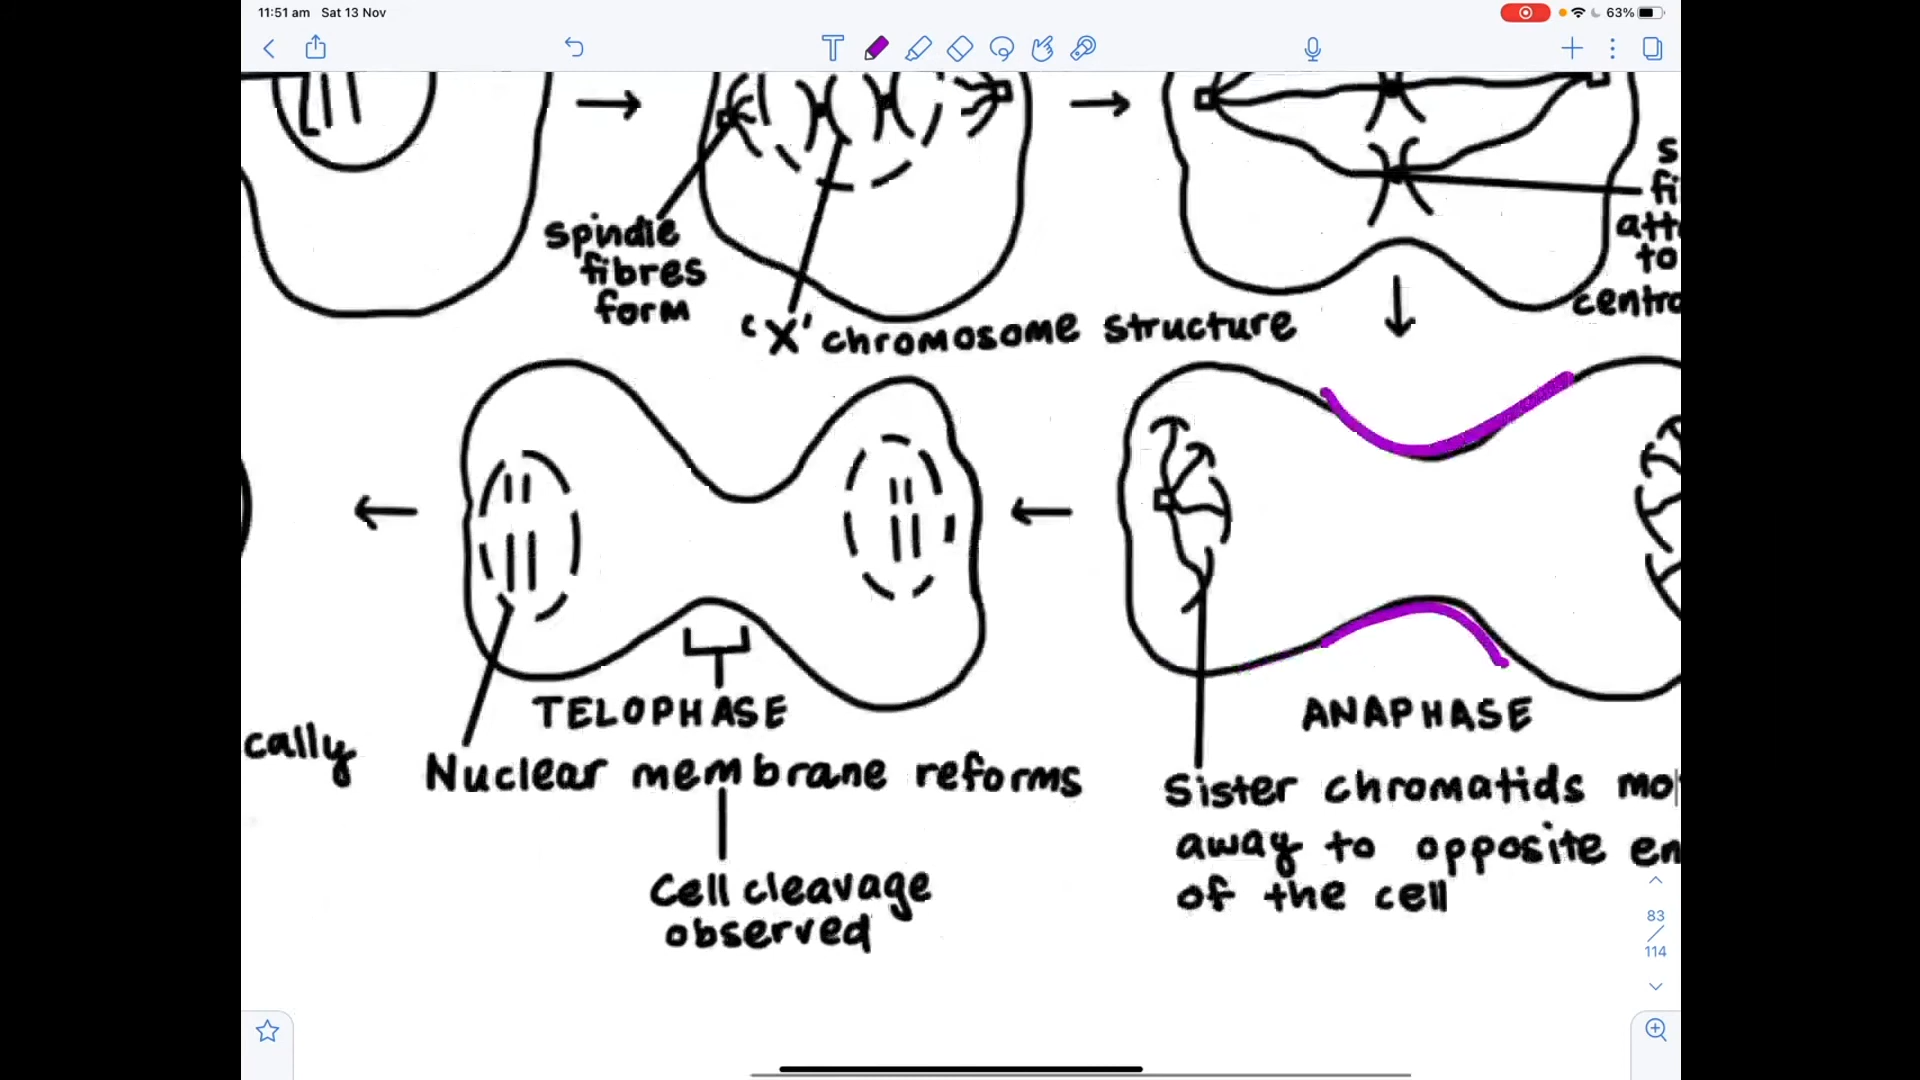 11:51 am Sat 13 Nov
63%
spindle
fibres
form
'X' chromosome structure
s
fi
att
to
centro
TELOPHASE
ANAPHASE
cally
Nuclear membrane reforms
Cell cleavage
observed
Sister chromatids mo
away to opposite en
of the cell
83
114